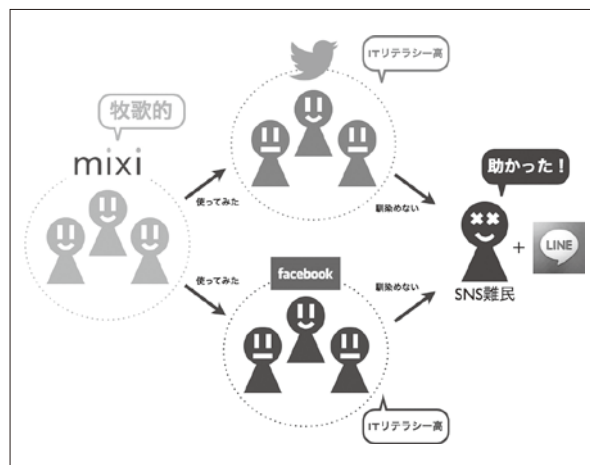 牧歌的
mixi
使ってみた
使ってみた
ITリテラシー高
facebook
ITリテラシー高
馴染めない
馴染めない
助かった！
+
LINE
SNS難民